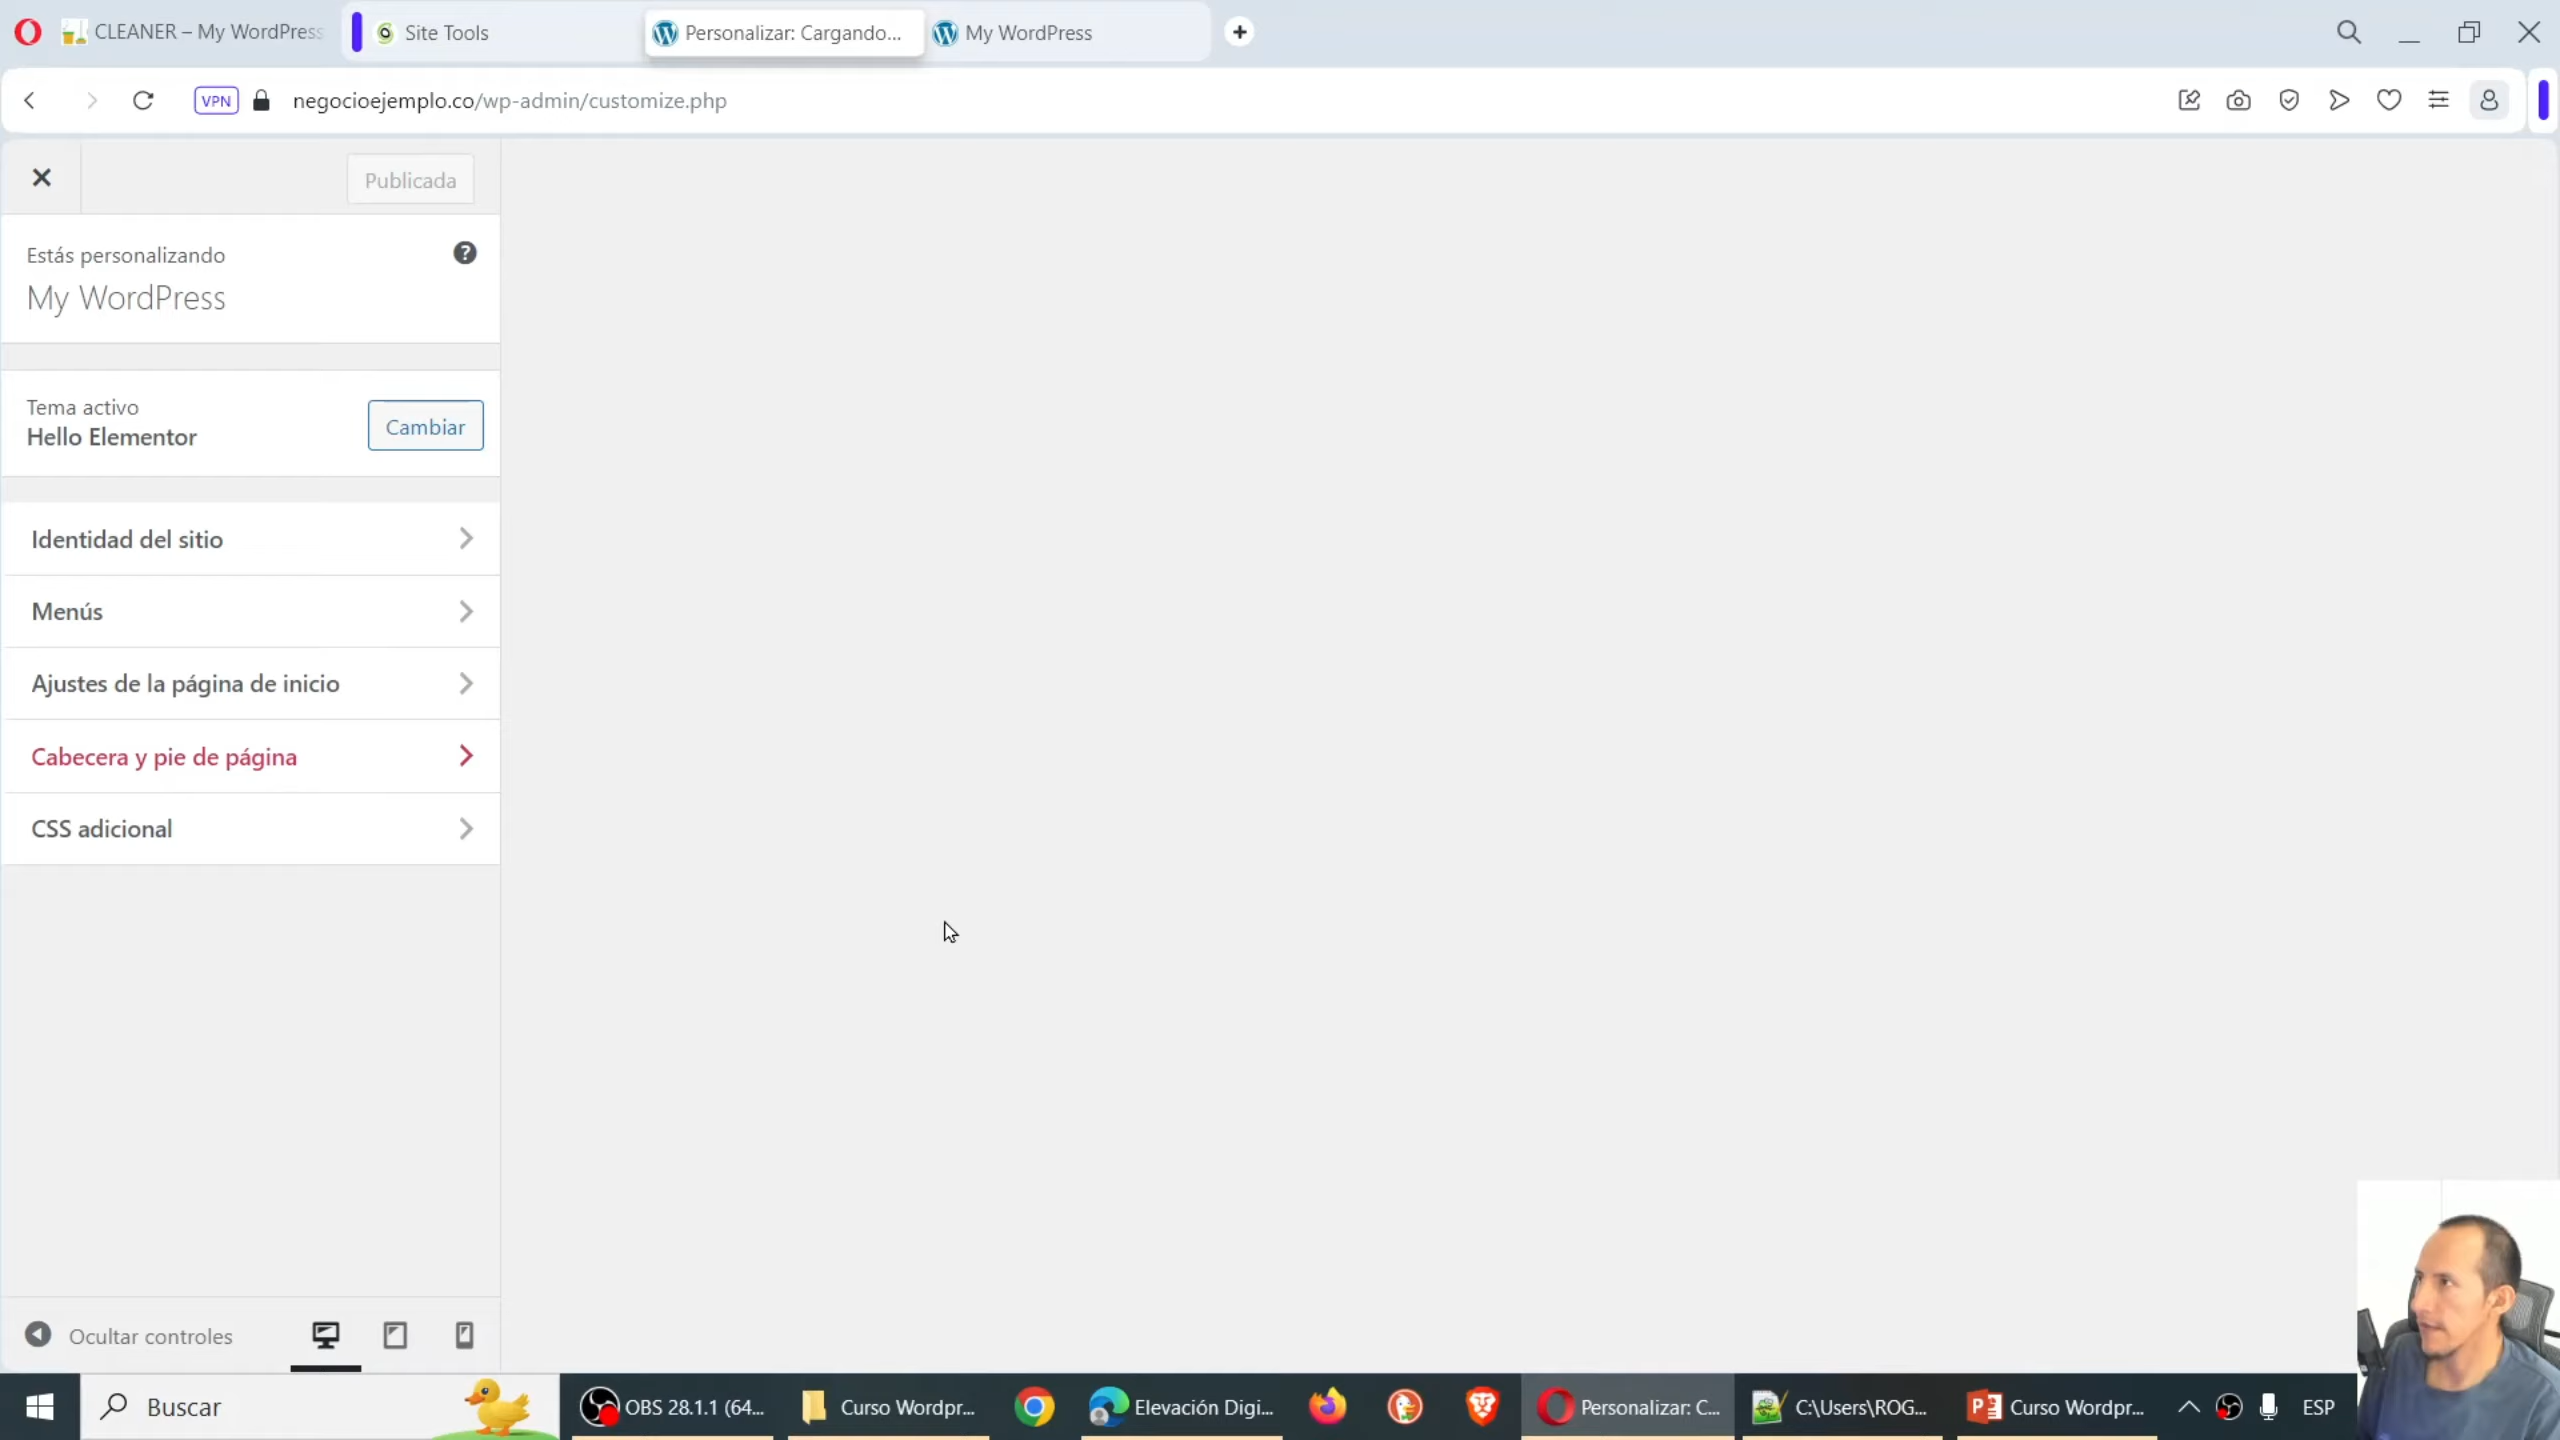 CLEANER – My WordPress
Site Tools
Personalizar: Cargando...
My WordPress
VPN
negocioejemplo.co/wp-admin/customize.php
Publicada
Estás personalizando
My WordPress
Tema activo
Hello Elementor
Cambiar
Identidad del sitio
Menús
Ajustes de la página de inicio
Cabecera y pie de página
CSS adicional
Ocultar controles
Buscar
OBS 28.1.1 (64...
Curso Wordpr...
Elevación Digi...
Personalizar: C...
C:\Users\ROG...
Curso Wordpr...
ESP